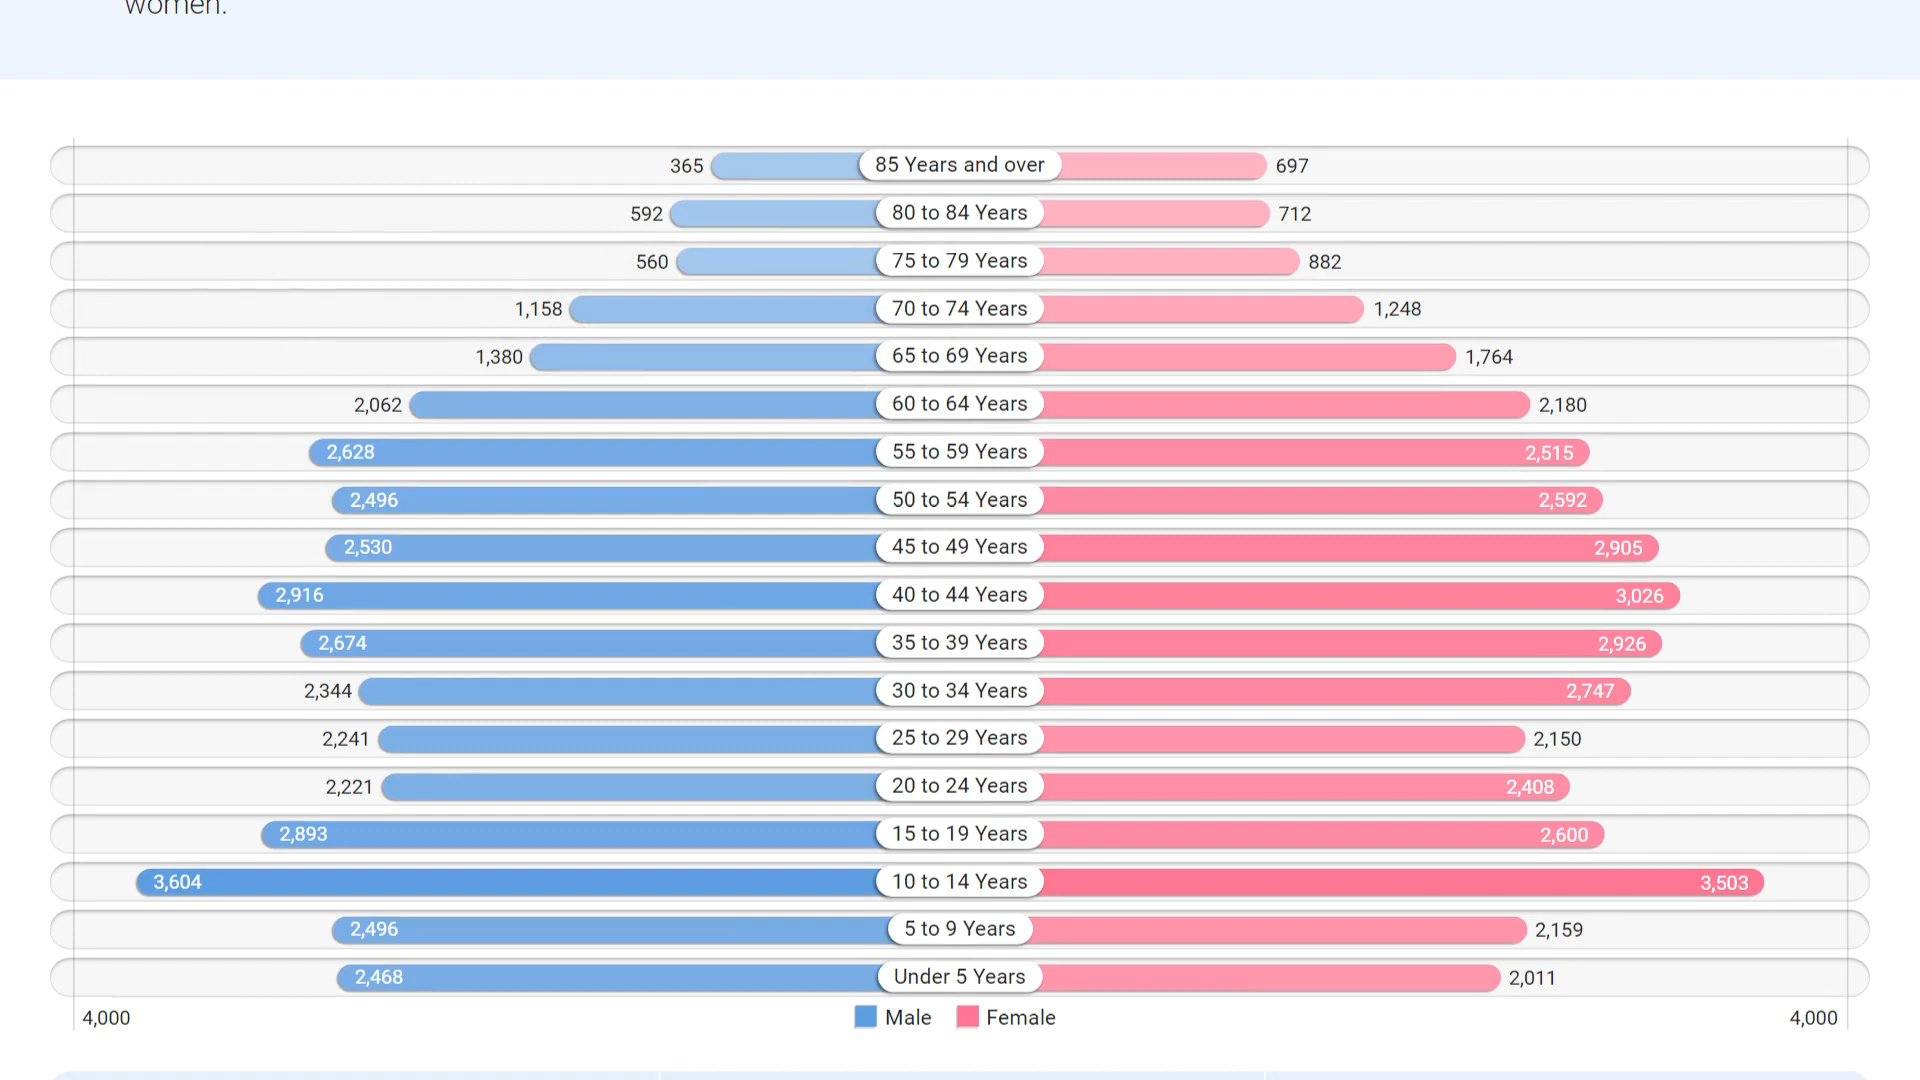 women.
365 85 Years and over 697
592 80 to 84 Years 712
560 75 to 79 Years 882
1,158 70 to 74 Years 1,248
1,380 65 to 69 Years 1,764
2,062 60 to 64 Years 2,180
2,628 55 to 59 Years 2,515
2,496 50 to 54 Years 2,592
2,530 45 to 49 Years 2,905
2,916 40 to 44 Years 3,026
2,674 35 to 39 Years 2,926
2,344 30 to 34 Years 2,747
2,241 25 to 29 Years 2,150
2,221 20 to 24 Years 2,408
2,893 15 to 19 Years 2,600
3,604 10 to 14 Years 3,503
2,496 5 to 9 Years 2,159
2,468 Under 5 Years 2,011
4,000 Male Female 4,000